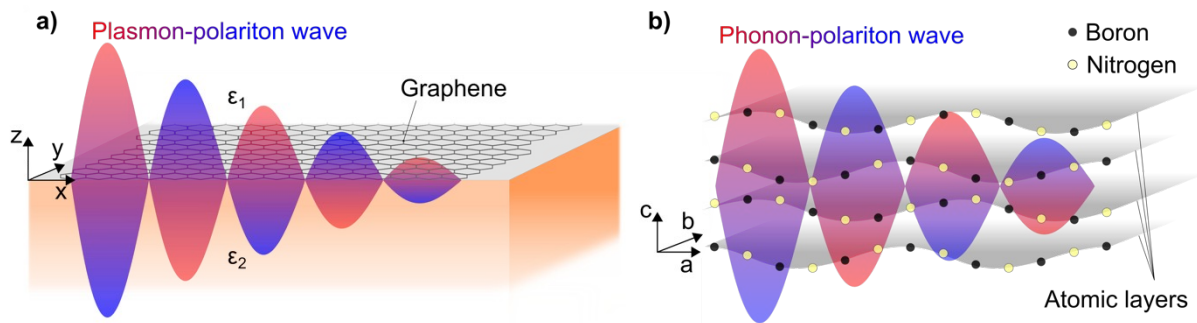 a)
Plasmon-polariton wave
ε1
Graphene
z
y
x
ε2
b)
Phonon-polariton wave
Boron
Nitrogen
c
b
a
Atomic layers